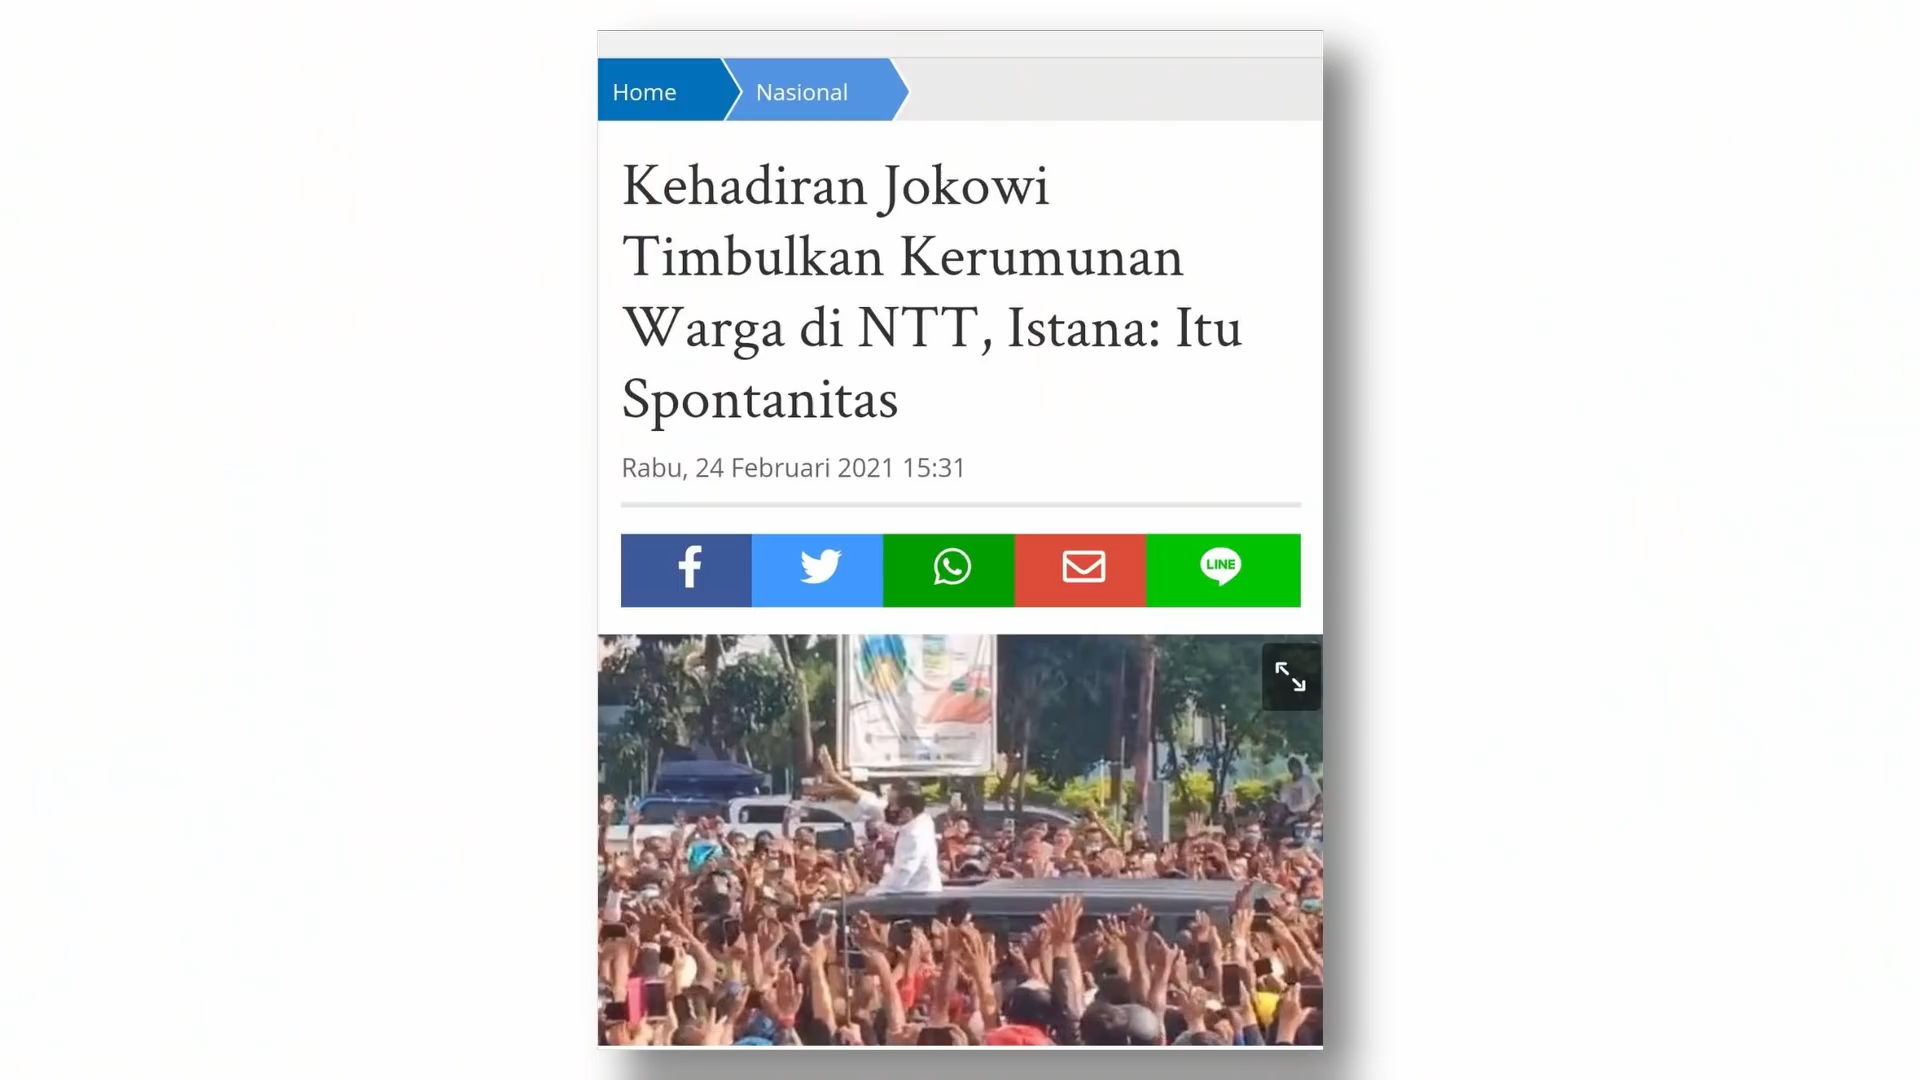 Home
Nasional
Kehadiran Jokowi
Timbulkan Kerumunan
Warga di NTT, Istana: Itu
Spontanitas
Rabu, 24 Februari 2021 15:31
LINE